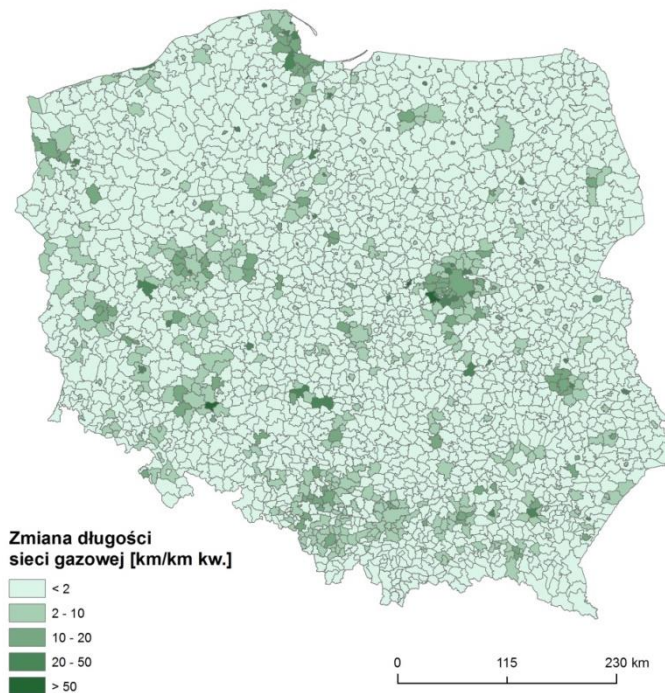 Zmiana długości
sieci gazowej [km/km kw.]
< 2
2 - 10
10 - 20
20 - 50
> 50
0 115 230 km